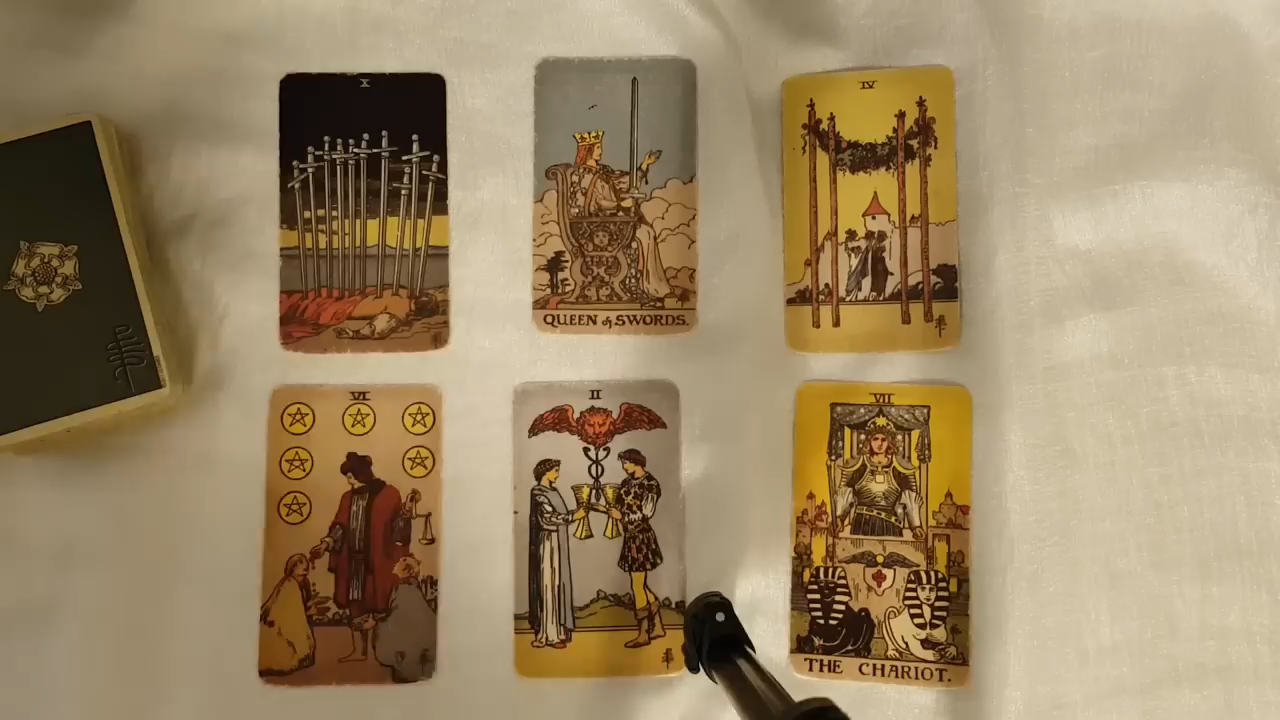 X
QUEEN of SWORDS.
IV
VI
II
VII
THE CHARIOT.